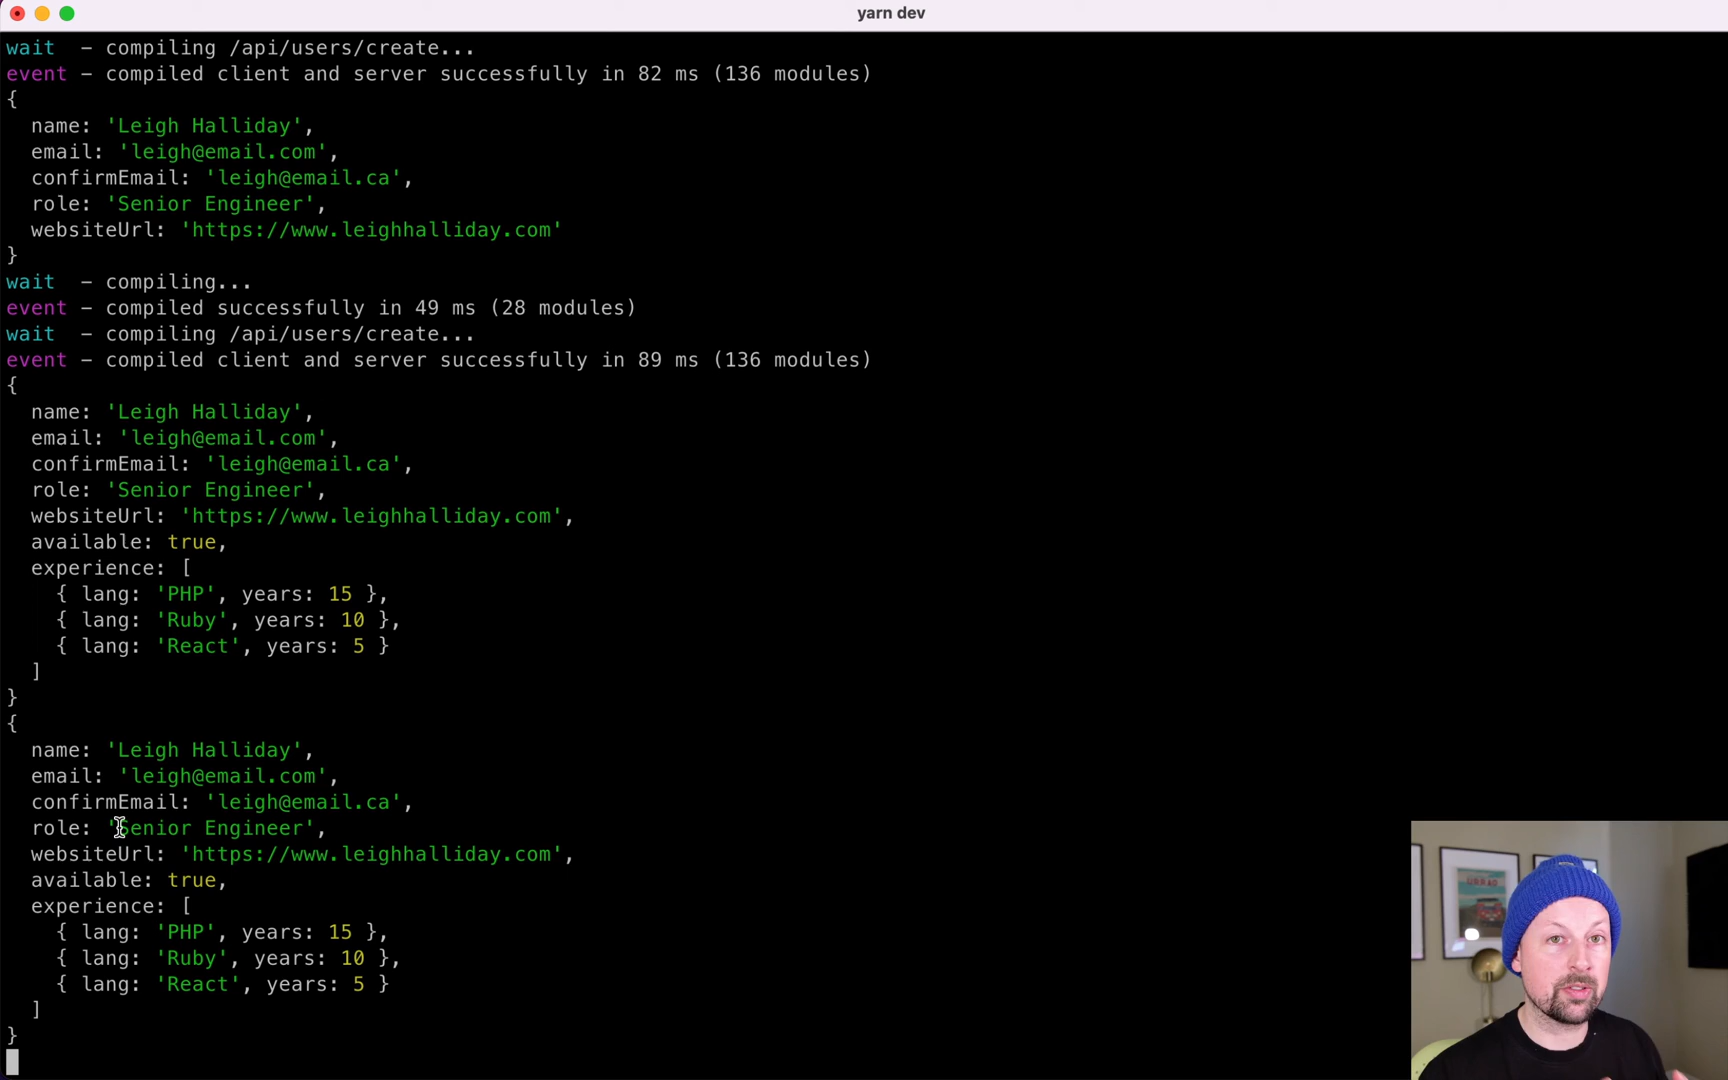 yarn dev
wait  - compiling /api/users/create...
event - compiled client and server successfully in 82 ms (136 modules)
{
  name: 'Leigh Halliday',
  email: 'leigh@email.com',
  confirmEmail: 'leigh@email.ca',
  role: 'Senior Engineer',
  websiteUrl: 'https://www.leighhalliday.com'
}
wait  - compiling...
event - compiled successfully in 49 ms (28 modules)
wait  - compiling /api/users/create...
event - compiled client and server successfully in 89 ms (136 modules)
{
  name: 'Leigh Halliday',
  email: 'leigh@email.com',
  confirmEmail: 'leigh@email.ca',
  role: 'Senior Engineer',
  websiteUrl: 'https://www.leighhalliday.com',
  available: true,
  experience: [
    { lang: 'PHP', years: 15 },
    { lang: 'Ruby', years: 10 },
    { lang: 'React', years: 5 }
  ]
}
{
  name: 'Leigh Halliday',
  email: 'leigh@email.com',
  confirmEmail: 'leigh@email.ca',
  role: 'Senior Engineer',
  websiteUrl: 'https://www.leighhalliday.com',
  available: true,
  experience: [
    { lang: 'PHP', years: 15 },
    { lang: 'Ruby', years: 10 },
    { lang: 'React', years: 5 }
  ]
}